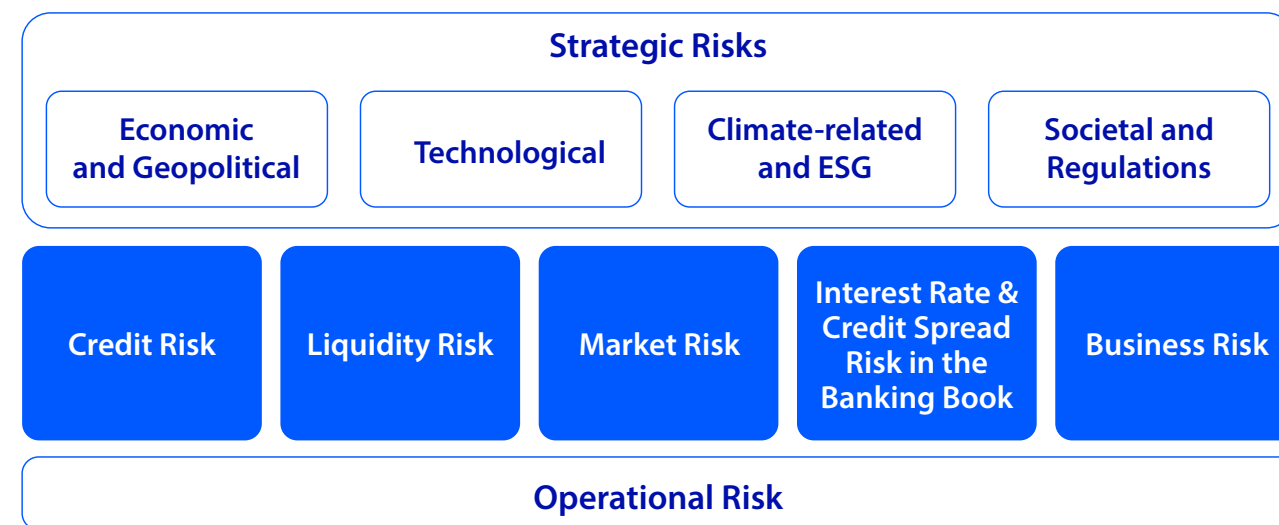 Strategic Risks
Economic
and Geopolitical
Technological
Climate-related
and ESG
Societal and
Regulations
Credit Risk
Liquidity Risk
Market Risk
Interest Rate &
Credit Spread
Risk in the
Banking Book
Business Risk
Operational Risk